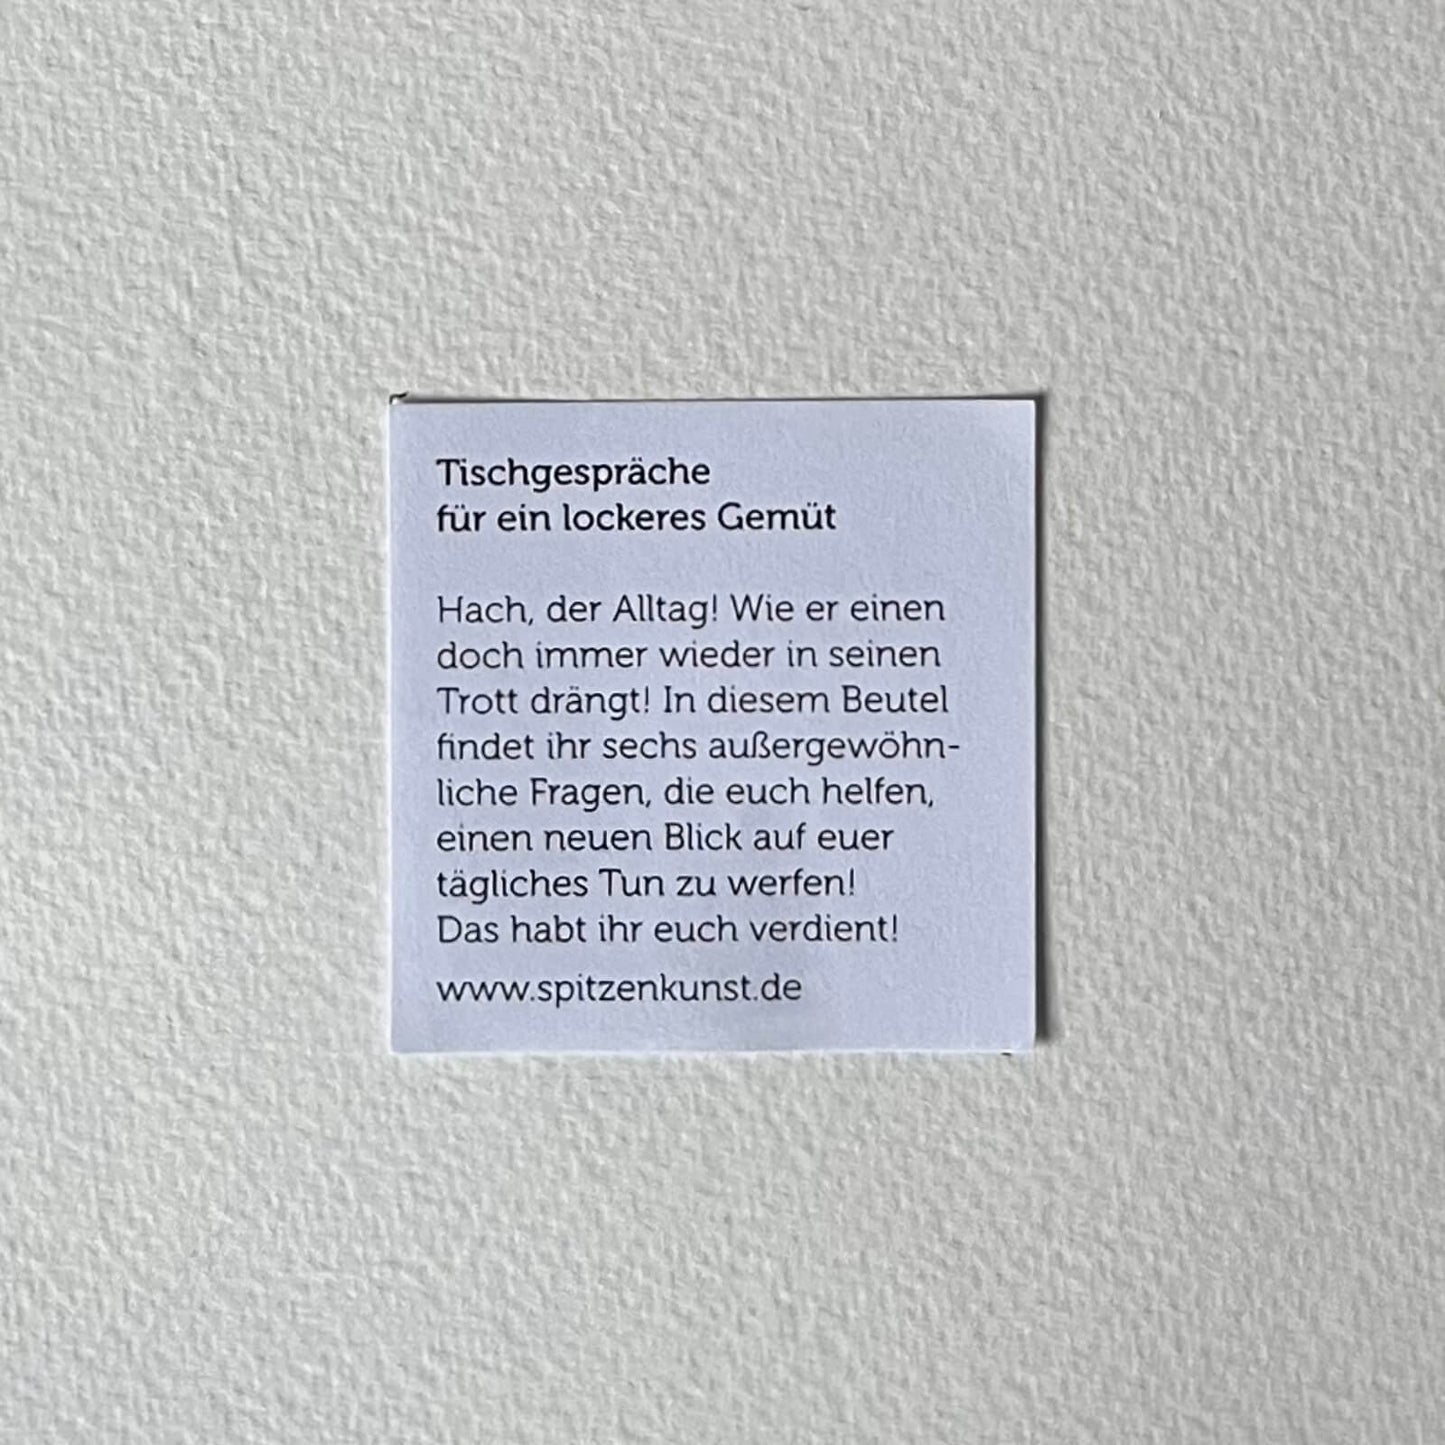 Tischgespräche
für ein lockeres Gemüt
Hach, der Alltag! Wie er einen
doch immer wieder in seinen
Trott drängt! In diesem Beutel
findet ihr sechs außergewöhn-
liche Fragen, die euch helfen,
einen neuen Blick auf euer
tägliches Tun zu werfen!
Das habt ihr euch verdient!
www.spitzenkunst.de